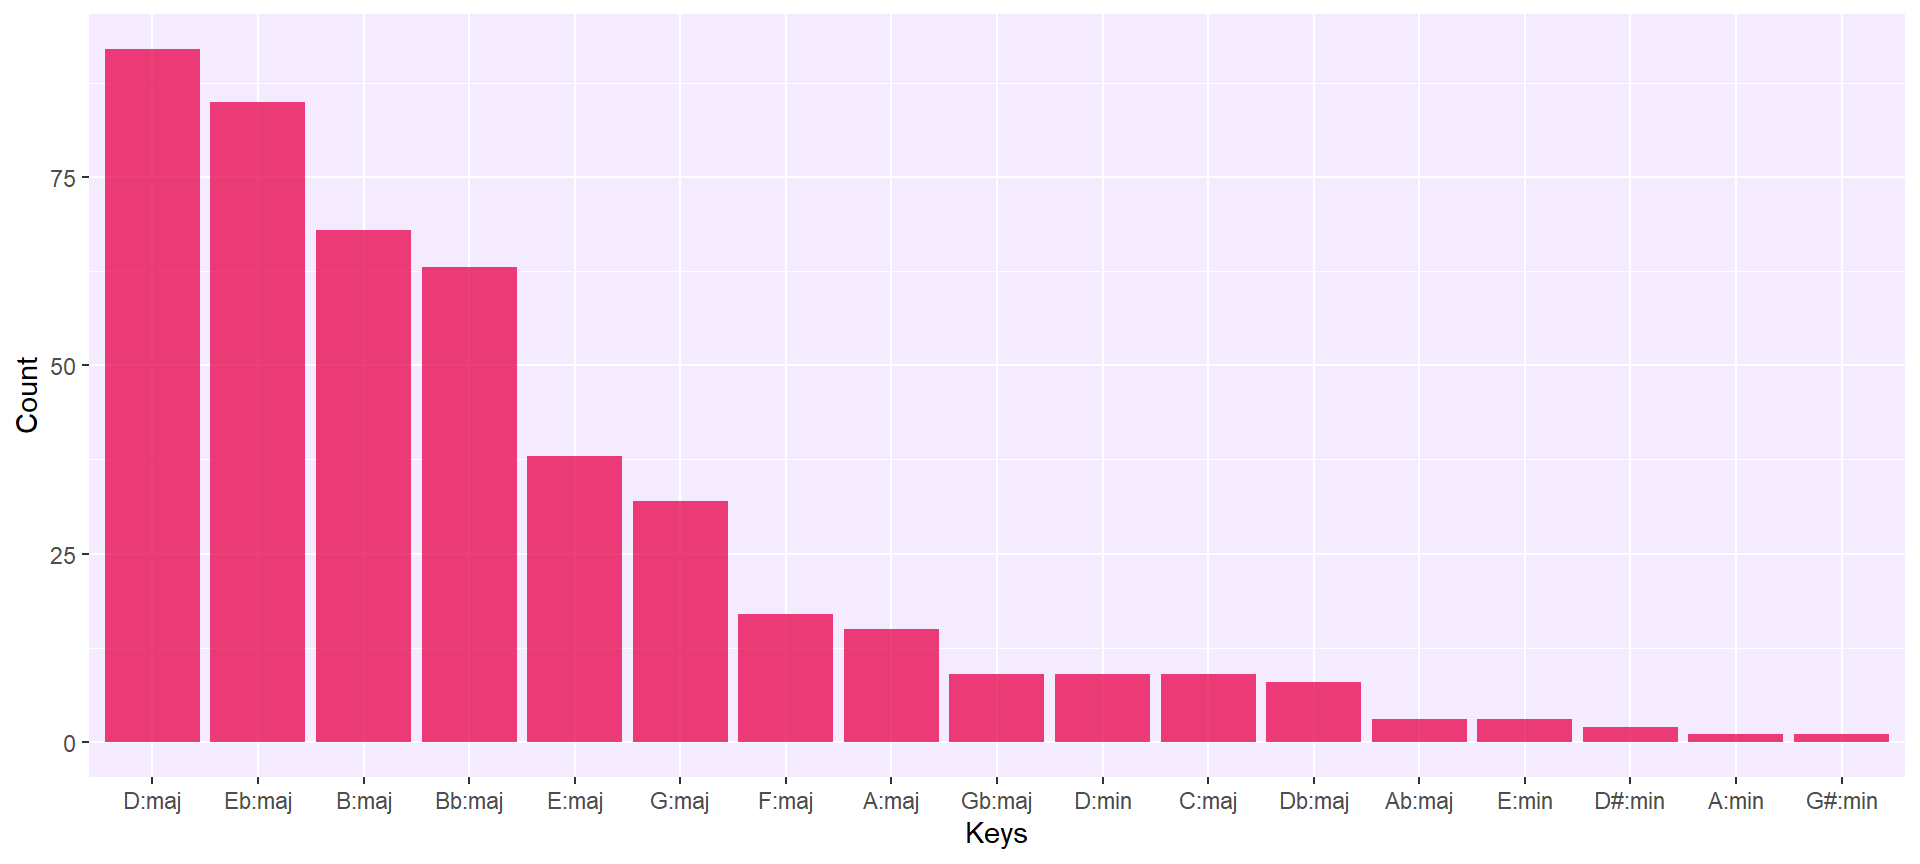 Count
75
50
25
0
D:maj Eb:maj B:maj Bb:maj E:maj G:maj F:maj A:maj Gb:maj D:min C:maj Db:maj Ab:maj E:min D#:min A:min G#:min
Keys